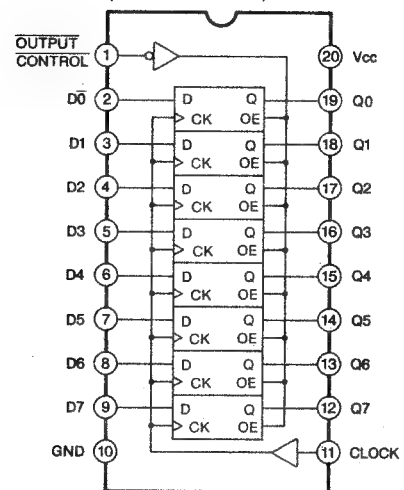 OUTPUT
CONTROL 1 20 Vcc
D0 2 D Q 19 Q0
CK OE
D1 3 D Q 18 Q1
CK OE
D2 4 D Q 17 Q2
CK OE
D3 5 D Q 16 Q3
CK OE
D4 6 D Q 15 Q4
CK OE
D5 7 D Q 14 Q5
CK OE
D6 8 D Q 13 Q6
CK OE
D7 9 D Q 12 Q7
CK OE
GND 10 11 CLOCK